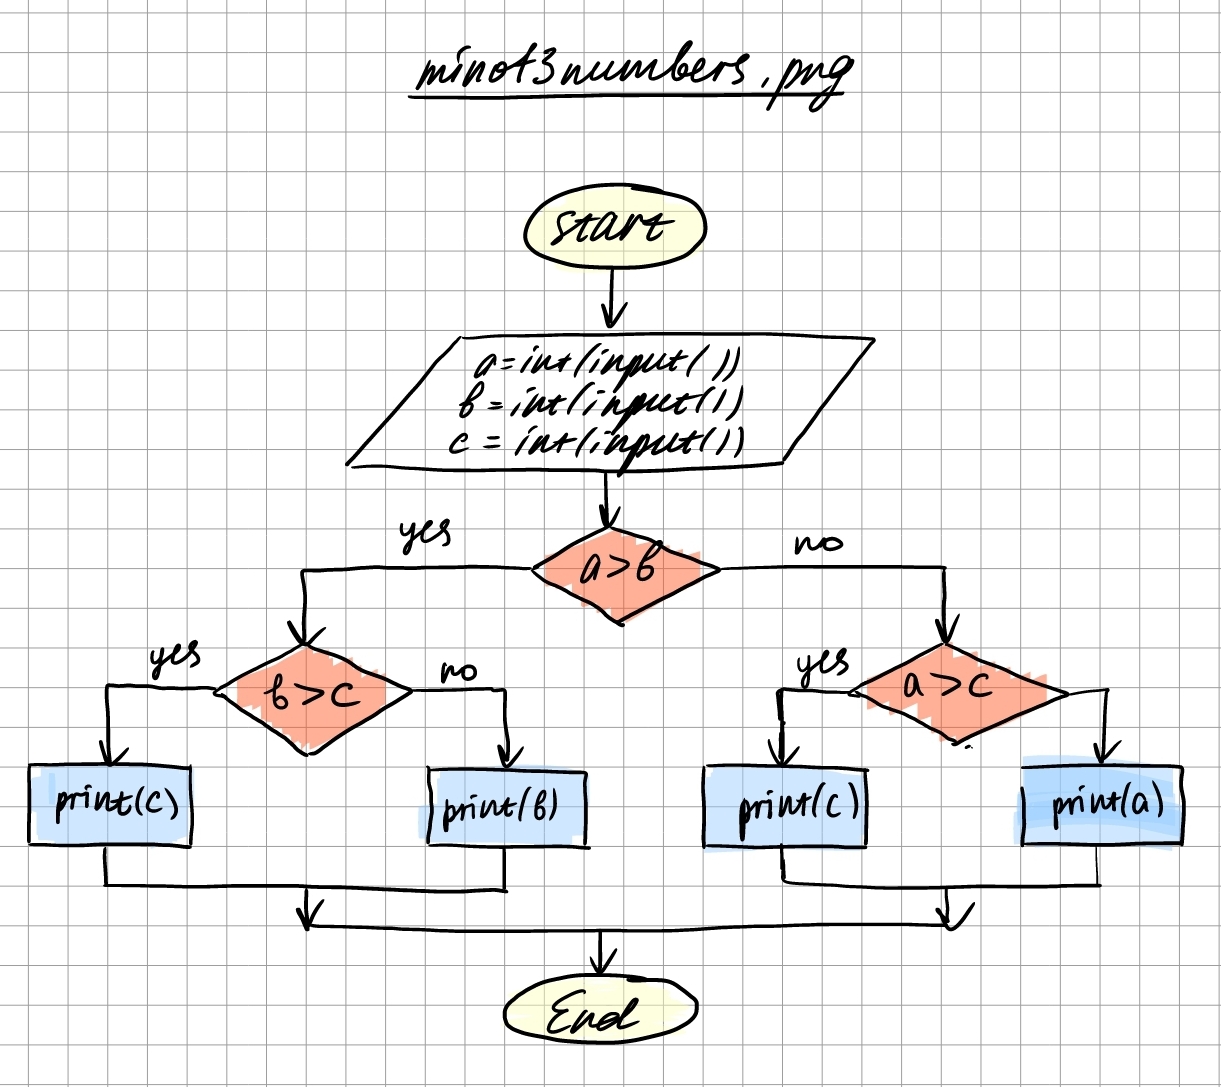 minof3numbers.png
start
a=int(input())
b=int(input())
c=int(input())
yes
a>b
no
yes
b>c
no
yes
a>c
print(c)
print(b)
print(c)
print(a)
End